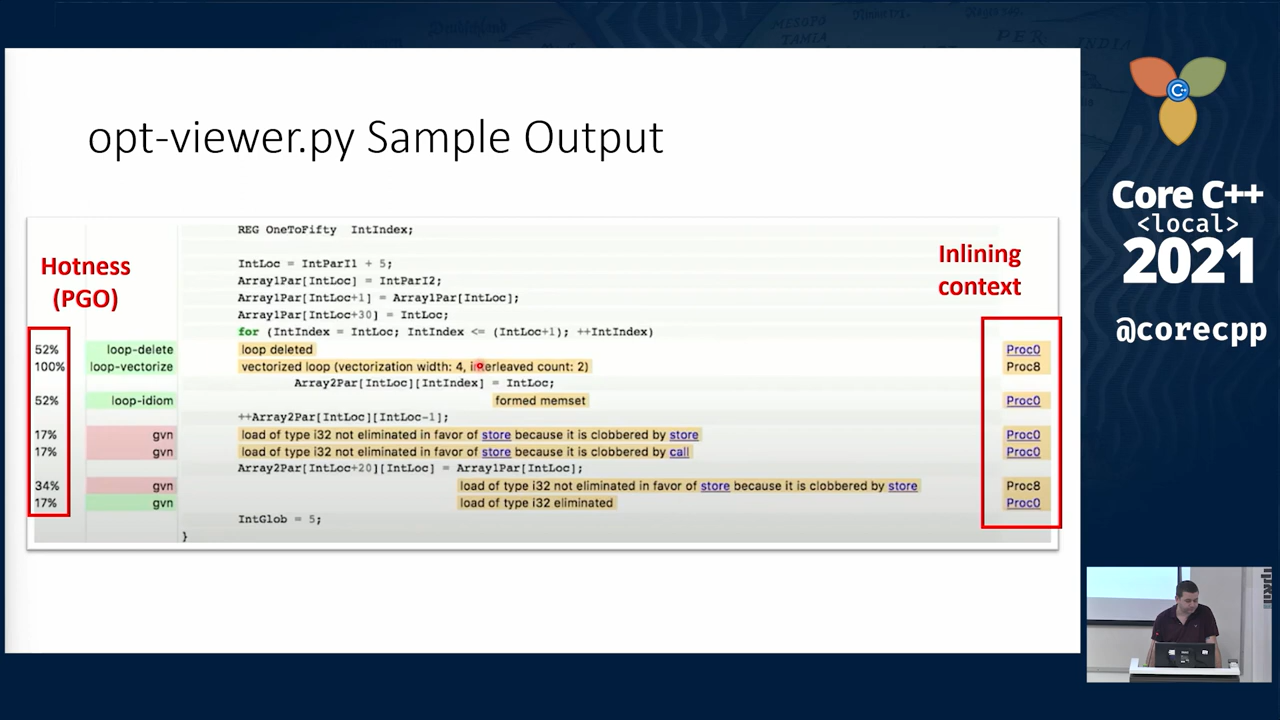 opt-viewer.py Sample Output
Hotness
(PGO)
Inlining
context
REG OneToFifty IntIndex;
IntLoc = IntParI1 + 5;
Array1Par[IntLoc] = IntParI2;
Array1Par[IntLoc+1] = Array1Par[IntLoc];
Array1Par[IntLoc+30] = IntLoc;
for (IntIndex = IntLoc; IntIndex <= (IntLoc+1); ++IntIndex)
52% loop-delete loop deleted Proc0
100% loop-vectorize vectorized loop (vectorization width: 4, interleaved count: 2) Proc8
Array2Par[IntLoc][IntIndex] = IntLoc;
52% loop-idiom formed memset Proc0
++Array2Par[IntLoc][IntLoc-1];
17% gvn load of type i32 not eliminated in favor of store because it is clobbered by store Proc0
17% gvn load of type i32 not eliminated in favor of store because it is clobbered by call Proc0
Array2Par[IntLoc+20][IntLoc] = Array1Par[IntLoc];
34% gvn load of type i32 not eliminated in favor of store because it is clobbered by store Proc8
17% gvn load of type i32 eliminated Proc0
IntGlob = 5;
}
C++
Core C++
<local>
2021
@corecpp
MESOPO
TAMIA
PER
INDIA